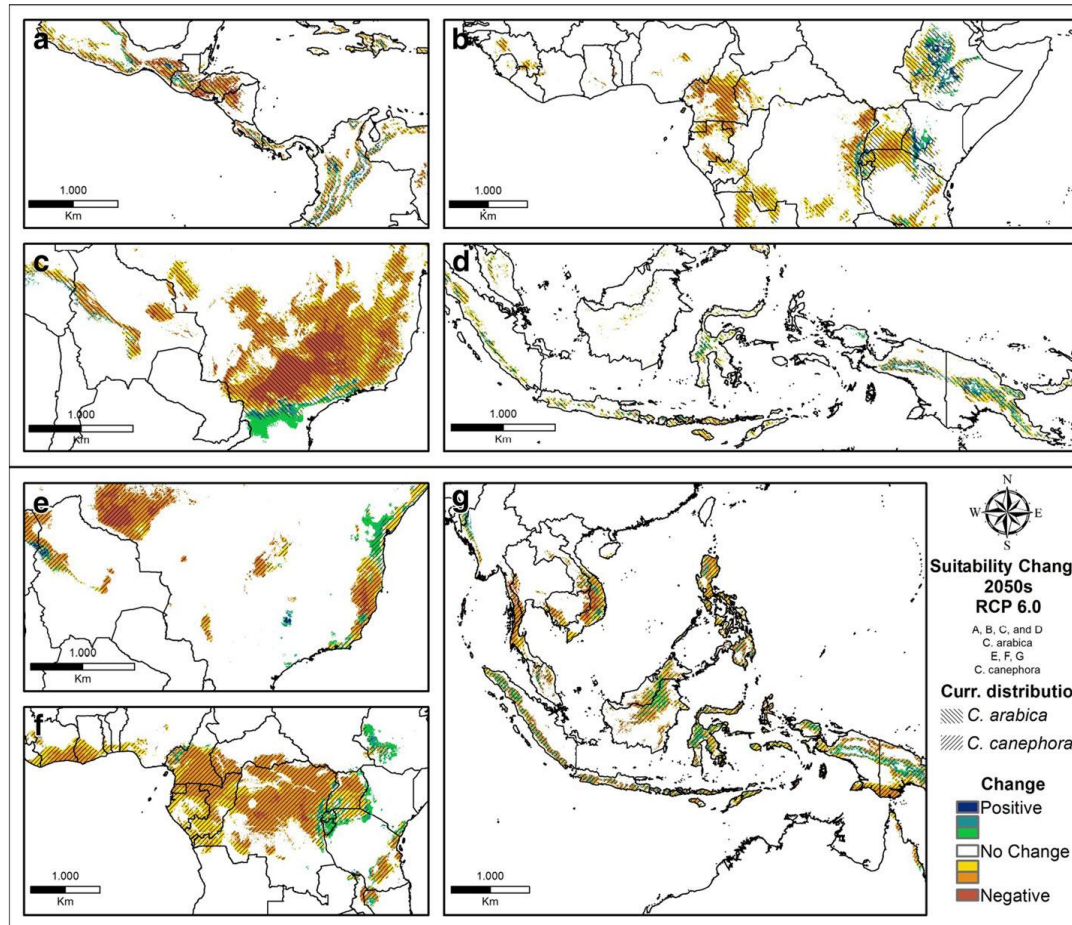 a
1.000
Km
b
1.000
Km
c
1.000
Km
d
1.000
Km
e
1.000
Km
f
1.000
Km
g
1.000
Km
N
W E
S
Suitability Chang
2050s
RCP 6.0
A, B, C, and D
C. arabica
E, F, G
C. canephora
Curr. distributio
C. arabica
C. canephora
Change
Positive
No Change
Negative